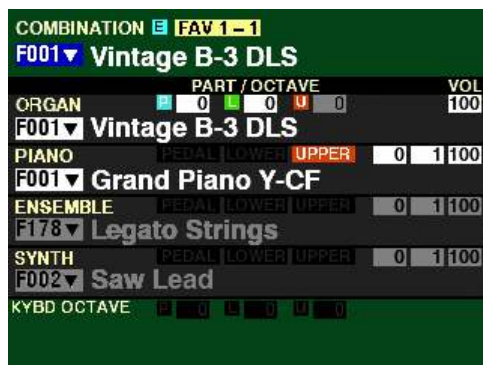 COMBINATION E FAV 1 – 1
F001▼ Vintage B-3 DLS
PART / OCTAVE VOL
ORGAN P 0 L 0 U 0 100
F001▼ Vintage B-3 DLS
PIANO PEDAL LOWER UPPER 0 1 100
F001▼ Grand Piano Y-CF
ENSEMBLE PEDAL LOWER UPPER 0 1 100
F178▼ Legato Strings
SYNTH PEDAL LOWER UPPER 0 1 100
F002▼ Saw Lead
KYBD OCTAVE P 0 L 0 U 0